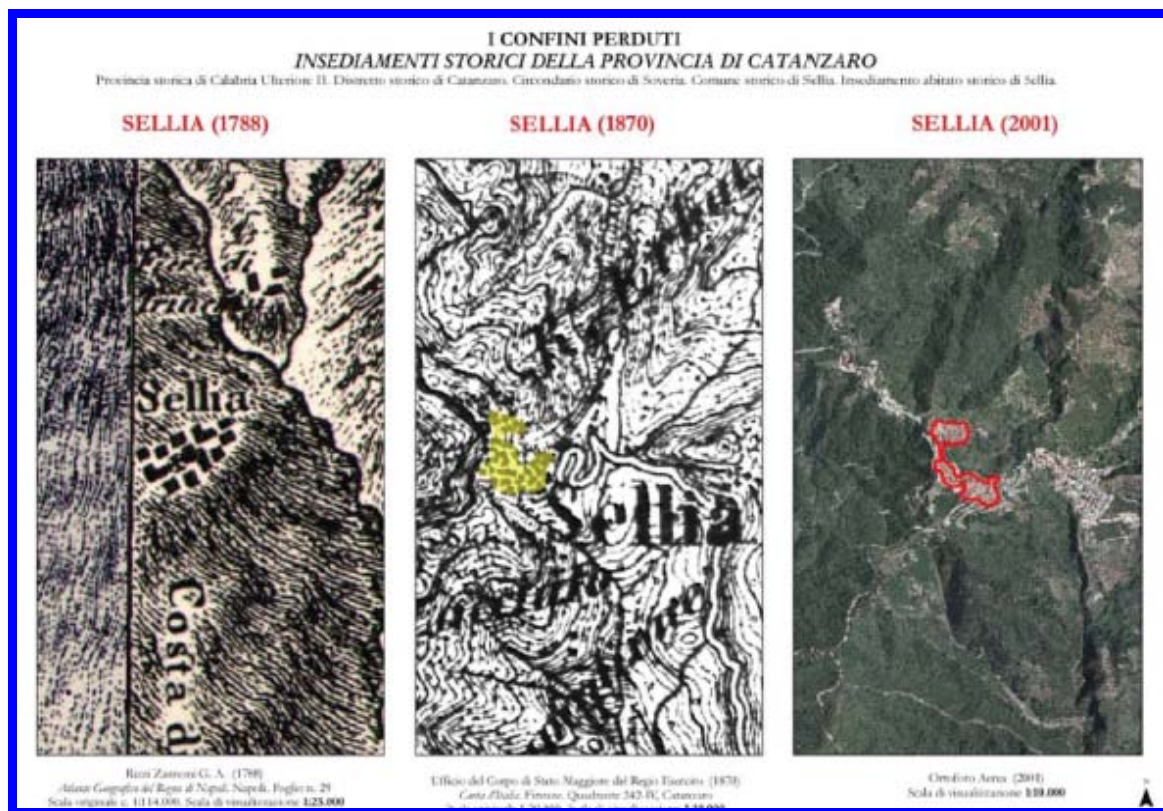 I CONFINI PERDUTI
INSEDIAMENTI STORICI DELLA PROVINCIA DI CATANZARO
Provincia storica di Calabria Ulteriore II. Distretto storico di Catanzaro. Circondario storico di Soveria. Comune storico di Sellia. Insediamento abitato storico di Sellia.
SELLIA (1788)
SELLIA (1870)
SELLIA (2001)
Sellia
Costa d
Sellia
Rizzi Zannoni G. A. (1788)
Atlante Geografico del Regno di Napoli. Napoli. Foglio n. 29
Scala originale c. 1:114.000. Scala di visualizzazione 1:25.000
Ufficio del Corpo di Stato Maggiore del Regio Esercito (1870)
Carta d'Italia. Firenze. Quadrante 242-IV, Catanzaro
Ortofoto Aerea (2001)
Scala di visualizzazione 1:10.000